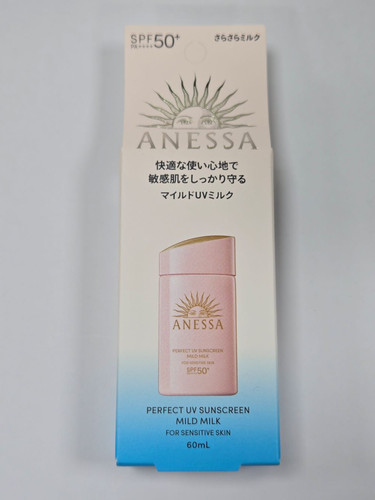 SPF50+
PA++++
さらさらミルク
ANESSA
快適な使い心地で
敏感肌をしっかり守る
マイルドUVミルク
ANESSA
PERFECT UV SUNSCREEN
MILD MILK
FOR SENSITIVE SKIN
SPF50+
PERFECT UV SUNSCREEN
MILD MILK
FOR SENSITIVE SKIN
60mL